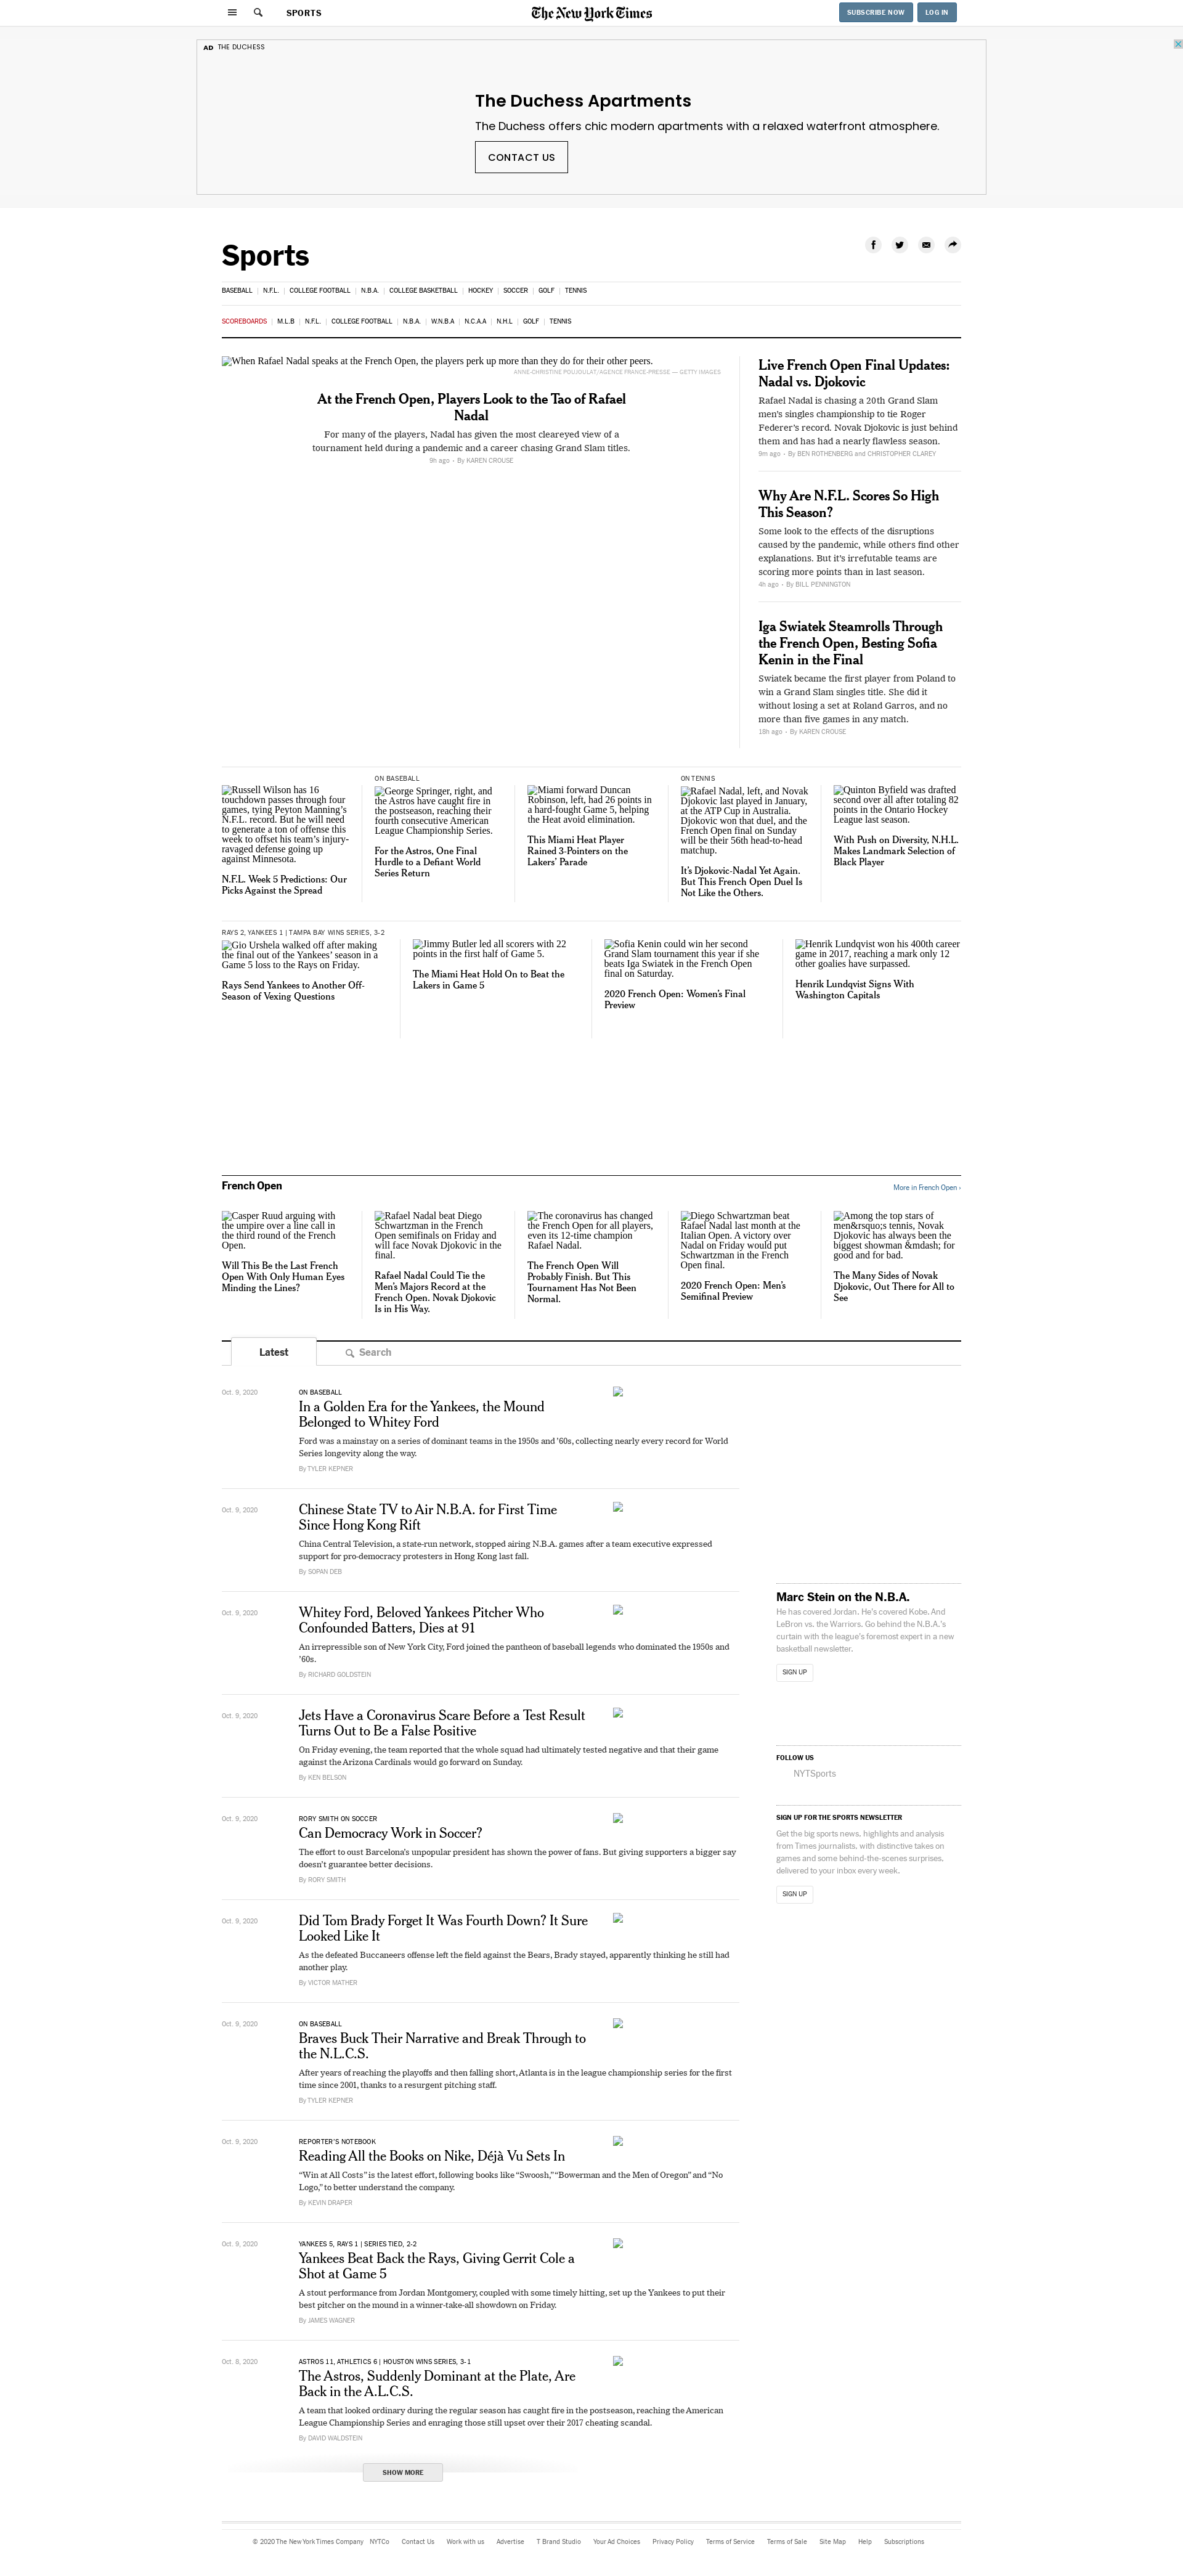 SPORTS
The New York Times
SUBSCRIBE NOW
LOG IN
AD THE DUCHESS
The Duchess Apartments
The Duchess offers chic modern apartments with a relaxed waterfront atmosphere.
CONTACT US
Sports
BASEBALL | N.F.L. | COLLEGE FOOTBALL | N.B.A. | COLLEGE BASKETBALL | HOCKEY | SOCCER | GOLF | TENNIS
SCOREBOARDS | M.L.B | N.F.L. | COLLEGE FOOTBALL | N.B.A. | W.N.B.A | N.C.A.A | N.H.L | GOLF | TENNIS
When Rafael Nadal speaks at the French Open, the players perk up more than they do for their other peers.
ANNE-CHRISTINE POUJOULAT/AGENCE FRANCE-PRESSE — GETTY IMAGES
At the French Open, Players Look to the Tao of Rafael
Nadal
For many of the players, Nadal has given the most cleareyed view of a
tournament held during a pandemic and a career chasing Grand Slam titles.
9h ago · By KAREN CROUSE
Live French Open Final Updates:
Nadal vs. Djokovic
Rafael Nadal is chasing a 20th Grand Slam
men's singles championship to tie Roger
Federer's record. Novak Djokovic is just behind
them and has had a nearly flawless season.
9m ago · By BEN ROTHENBERG and CHRISTOPHER CLAREY
Why Are N.F.L. Scores So High
This Season?
Some look to the effects of the disruptions
caused by the pandemic, while others find other
explanations. But it's irrefutable teams are
scoring more points than in last season.
4h ago · By BILL PENNINGTON
Iga Swiatek Steamrolls Through
the French Open, Besting Sofia
Kenin in the Final
Swiatek became the first player from Poland to
win a Grand Slam singles title. She did it
without losing a set at Roland Garros, and no
more than five games in any match.
18h ago · By KAREN CROUSE
Russell Wilson has 16
touchdown passes through four
games, tying Peyton Manning's
N.F.L. record. But he will need
to generate a ton of offense this
week to offset his team's injury-
ravaged defense going up
against Minnesota.
N.F.L. Week 5 Predictions: Our
Picks Against the Spread
ON BASEBALL
George Springer, right, and
the Astros have caught fire in
the postseason, reaching their
fourth consecutive American
League Championship Series.
For the Astros, One Final
Hurdle to a Defiant World
Series Return
Miami forward Duncan
Robinson, left, had 26 points in
a hard-fought Game 5, helping
the Heat avoid elimination.
This Miami Heat Player
Rained 3-Pointers on the
Lakers' Parade
ON TENNIS
Rafael Nadal, left, and Novak
Djokovic last played in January,
at the ATP Cup in Australia.
Djokovic won that duel, and the
French Open final on Sunday
will be their 56th head-to-head
matchup.
It's Djokovic-Nadal Yet Again.
But This French Open Duel Is
Not Like the Others.
Quinton Byfield was drafted
second over all after totaling 82
points in the Ontario Hockey
League last season.
With Push on Diversity, N.H.L.
Makes Landmark Selection of
Black Player
RAYS 2, YANKEES 1 | TAMPA BAY WINS SERIES, 3-2
Gio Urshela walked off after making
the final out of the Yankees' season in a
Game 5 loss to the Rays on Friday.
Rays Send Yankees to Another Off-
Season of Vexing Questions
Jimmy Butler led all scorers with 22
points in the first half of Game 5.
The Miami Heat Hold On to Beat the
Lakers in Game 5
Sofia Kenin could win her second
Grand Slam tournament this year if she
beats Iga Swiatek in the French Open
final on Saturday.
2020 French Open: Women's Final
Preview
Henrik Lundqvist won his 400th career
game in 2017, reaching a mark only 12
other goalies have surpassed.
Henrik Lundqvist Signs With
Washington Capitals
French Open
More in French Open ›
Casper Ruud arguing with
the umpire over a line call in
the third round of the French
Open.
Will This Be the Last French
Open With Only Human Eyes
Minding the Lines?
Rafael Nadal beat Diego
Schwartzman in the French
Open semifinals on Friday and
will face Novak Djokovic in the
final.
Rafael Nadal Could Tie the
Men's Majors Record at the
French Open. Novak Djokovic
Is in His Way.
The coronavirus has changed
the French Open for all players,
even its 12-time champion
Rafael Nadal.
The French Open Will
Probably Finish. But This
Tournament Has Not Been
Normal.
Diego Schwartzman beat
Rafael Nadal last month at the
Italian Open. A victory over
Nadal on Friday would put
Schwartzman in the French
Open final.
2020 French Open: Men's
Semifinal Preview
Among the top stars of
men&rsquo;s tennis, Novak
Djokovic has always been the
biggest showman &mdash; for
good and for bad.
The Many Sides of Novak
Djokovic, Out There for All to
See
Latest
Search
Oct. 9, 2020
ON BASEBALL
In a Golden Era for the Yankees, the Mound
Belonged to Whitey Ford
Ford was a mainstay on a series of dominant teams in the 1950s and '60s, collecting nearly every record for World
Series longevity along the way.
By TYLER KEPNER
Oct. 9, 2020
Chinese State TV to Air N.B.A. for First Time
Since Hong Kong Rift
China Central Television, a state-run network, stopped airing N.B.A. games after a team executive expressed
support for pro-democracy protesters in Hong Kong last fall.
By SOPAN DEB
Oct. 9, 2020
Whitey Ford, Beloved Yankees Pitcher Who
Confounded Batters, Dies at 91
An irrepressible son of New York City, Ford joined the pantheon of baseball legends who dominated the 1950s and
'60s.
By RICHARD GOLDSTEIN
Oct. 9, 2020
Jets Have a Coronavirus Scare Before a Test Result
Turns Out to Be a False Positive
On Friday evening, the team reported that the whole squad had ultimately tested negative and that their game
against the Arizona Cardinals would go forward on Sunday.
By KEN BELSON
Oct. 9, 2020
RORY SMITH ON SOCCER
Can Democracy Work in Soccer?
The effort to oust Barcelona's unpopular president has shown the power of fans. But giving supporters a bigger say
doesn't guarantee better decisions.
By RORY SMITH
Oct. 9, 2020
Did Tom Brady Forget It Was Fourth Down? It Sure
Looked Like It
As the defeated Buccaneers offense left the field against the Bears, Brady stayed, apparently thinking he still had
another play.
By VICTOR MATHER
Oct. 9, 2020
ON BASEBALL
Braves Buck Their Narrative and Break Through to
the N.L.C.S.
After years of reaching the playoffs and then falling short, Atlanta is in the league championship series for the first
time since 2001, thanks to a resurgent pitching staff.
By TYLER KEPNER
Oct. 9, 2020
REPORTER'S NOTEBOOK
Reading All the Books on Nike, Déjà Vu Sets In
“Win at All Costs” is the latest effort, following books like “Swoosh,” “Bowerman and the Men of Oregon” and “No
Logo,” to better understand the company.
By KEVIN DRAPER
Oct. 9, 2020
YANKEES 5, RAYS 1 | SERIES TIED, 2-2
Yankees Beat Back the Rays, Giving Gerrit Cole a
Shot at Game 5
A stout performance from Jordan Montgomery, coupled with some timely hitting, set up the Yankees to put their
best pitcher on the mound in a winner-take-all showdown on Friday.
By JAMES WAGNER
Oct. 8, 2020
ASTROS 11, ATHLETICS 6 | HOUSTON WINS SERIES, 3-1
The Astros, Suddenly Dominant at the Plate, Are
Back in the A.L.C.S.
A team that looked ordinary during the regular season has caught fire in the postseason, reaching the American
League Championship Series and enraging those still upset over their 2017 cheating scandal.
By DAVID WALDSTEIN
SHOW MORE
Marc Stein on the N.B.A.
He has covered Jordan. He's covered Kobe. And
LeBron vs. the Warriors. Go behind the N.B.A.'s
curtain with the league's foremost expert in a new
basketball newsletter.
SIGN UP
FOLLOW US
NYTSports
SIGN UP FOR THE SPORTS NEWSLETTER
Get the big sports news, highlights and analysis
from Times journalists, with distinctive takes on
games and some behind-the-scenes surprises,
delivered to your inbox every week.
SIGN UP
© 2020 The New York Times Company NYTCo Contact Us Work with us Advertise T Brand Studio Your Ad Choices Privacy Policy Terms of Service Terms of Sale Site Map Help Subscriptions